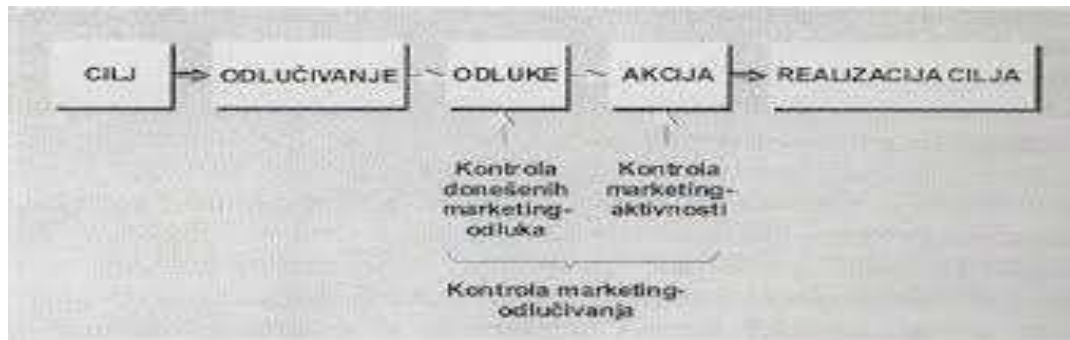 CILJ ODLUČIVANJE ODLUKE AKCIJA REALIZACIJA CILJA
Kontrola
donešenih
marketing-
odluka
Kontrola
marketing-
aktivnosti
Kontrola marketing-
odlučivanja